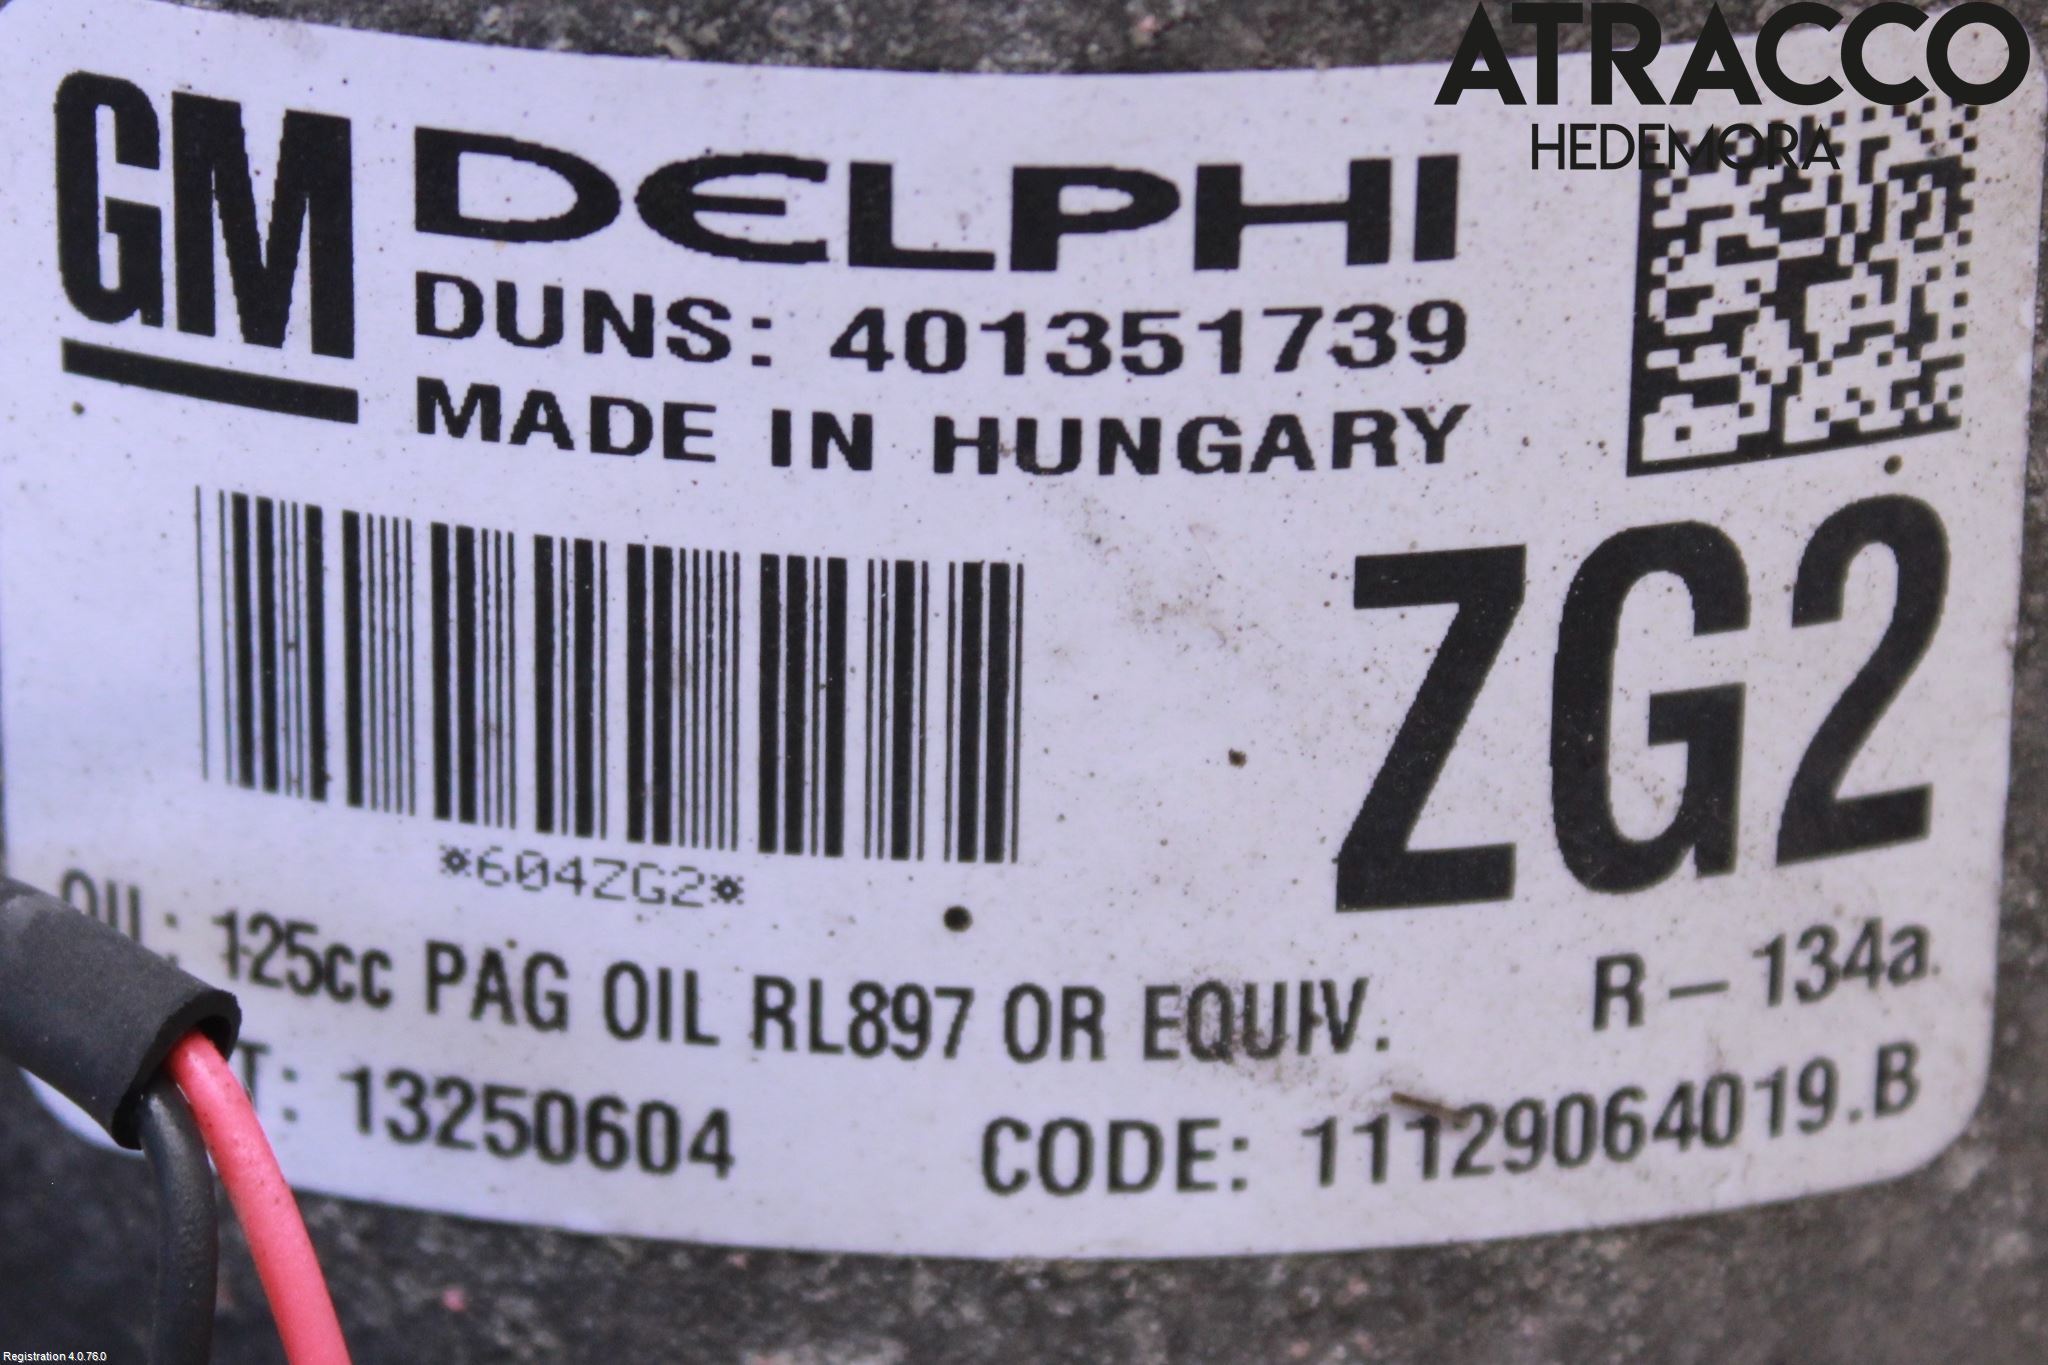 ATRACCO
HEDEMORA
GM DELPHI
DUNS: 401351739
MADE IN HUNGARY
*604ZG2*
ZG2
OIL: 125cc PAG OIL RL897 OR EQUIV. R-134a
T: 13250604 CODE: 11129064019.B
Registration 4.0.76.0